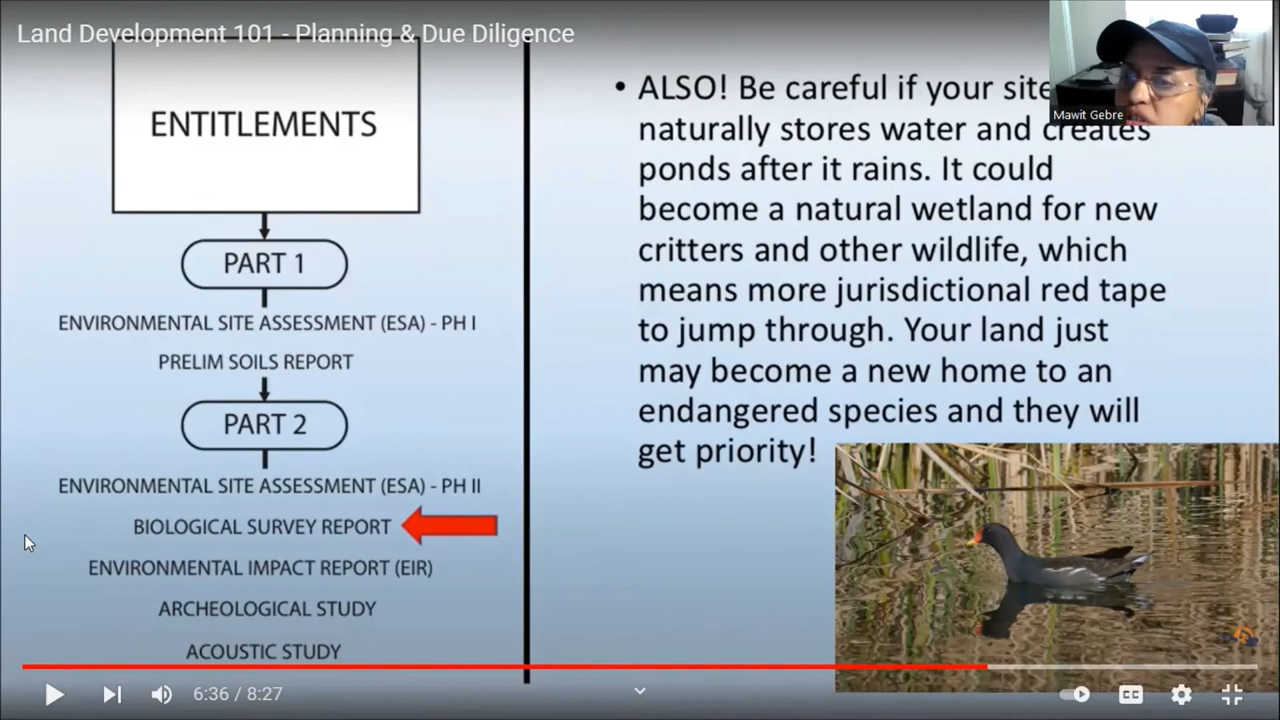 Land Development 101 - Planning & Due Diligence
ENTITLEMENTS
PART 1
ENVIRONMENTAL SITE ASSESSMENT (ESA) - PH I
PRELIM SOILS REPORT
PART 2
ENVIRONMENTAL SITE ASSESSMENT (ESA) - PH II
BIOLOGICAL SURVEY REPORT
ENVIRONMENTAL IMPACT REPORT (EIR)
ARCHEOLOGICAL STUDY
ACOUSTIC STUDY
• ALSO! Be careful if your site
naturally stores water and creates
ponds after it rains. It could
become a natural wetland for new
critters and other wildlife, which
means more jurisdictional red tape
to jump through. Your land just
may become a new home to an
endangered species and they will
get priority!
Mawit Gebre
6:36 / 8:27
CC